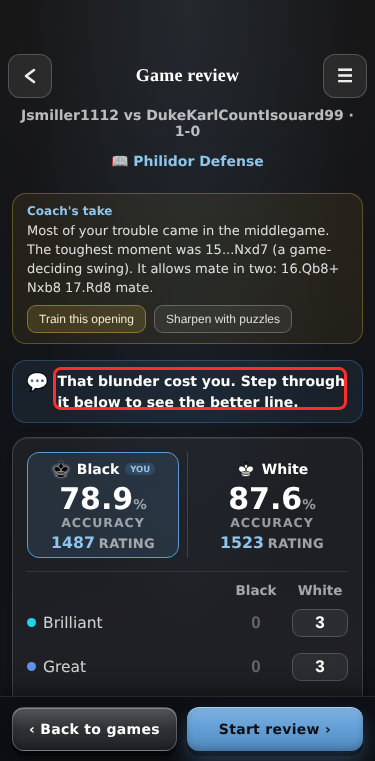 Game review
Jsmiller1112 vs DukeKarlCountIsouard99 ·
1-0
📖 Philidor Defense
Coach's take
Most of your trouble came in the middlegame.
The toughest moment was 15...Nxd7 (a game-
deciding swing). It allows mate in two: 16.Qb8+
Nxb8 17.Rd8 mate.
Train this opening
Sharpen with puzzles
💬 That blunder cost you. Step through
it below to see the better line.
Black YOU
White
78.9%
87.6%
ACCURACY
ACCURACY
1487 RATING
1523 RATING
Black White
Brilliant 0 3
Great 0 3
‹ Back to games
Start review ›